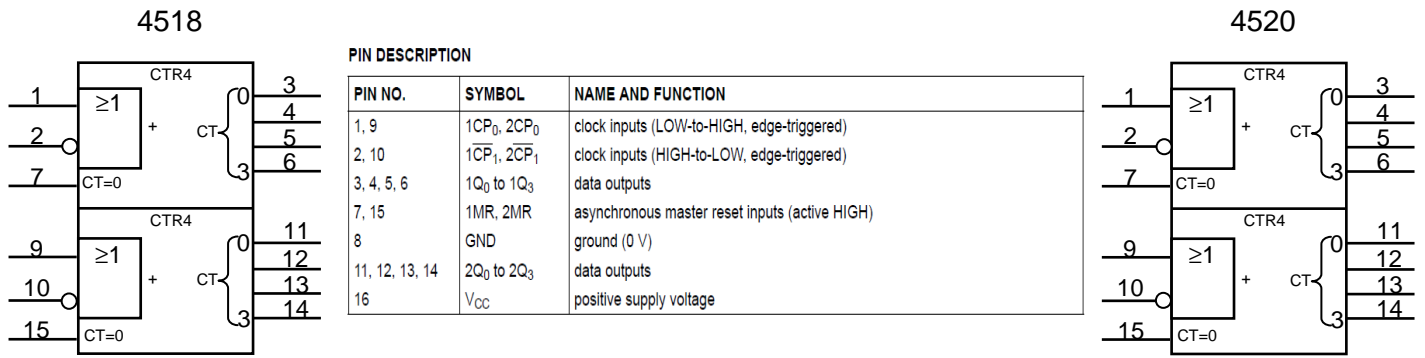 4518
CTR4
1
≥1
0
3
2
+
CT
4
5
3
6
7
CT=0
CTR4
9
≥1
0
11
10
+
CT
12
13
3
14
15
CT=0
PIN DESCRIPTION
PIN NO. SYMBOL NAME AND FUNCTION
1, 9 1CP₀, 2CP₀ clock inputs (LOW-to-HIGH, edge-triggered)
2, 10 1C̅P̅₁, 2C̅P̅₁ clock inputs (HIGH-to-LOW, edge-triggered)
3, 4, 5, 6 1Q₀ to 1Q₃ data outputs
7, 15 1MR, 2MR asynchronous master reset inputs (active HIGH)
8 GND ground (0 V)
11, 12, 13, 14 2Q₀ to 2Q₃ data outputs
16 V_CC positive supply voltage
4520
CTR4
1
≥1
0
3
2
+
CT
4
5
3
6
7
CT=0
CTR4
9
≥1
0
11
10
+
CT
12
13
3
14
15
CT=0